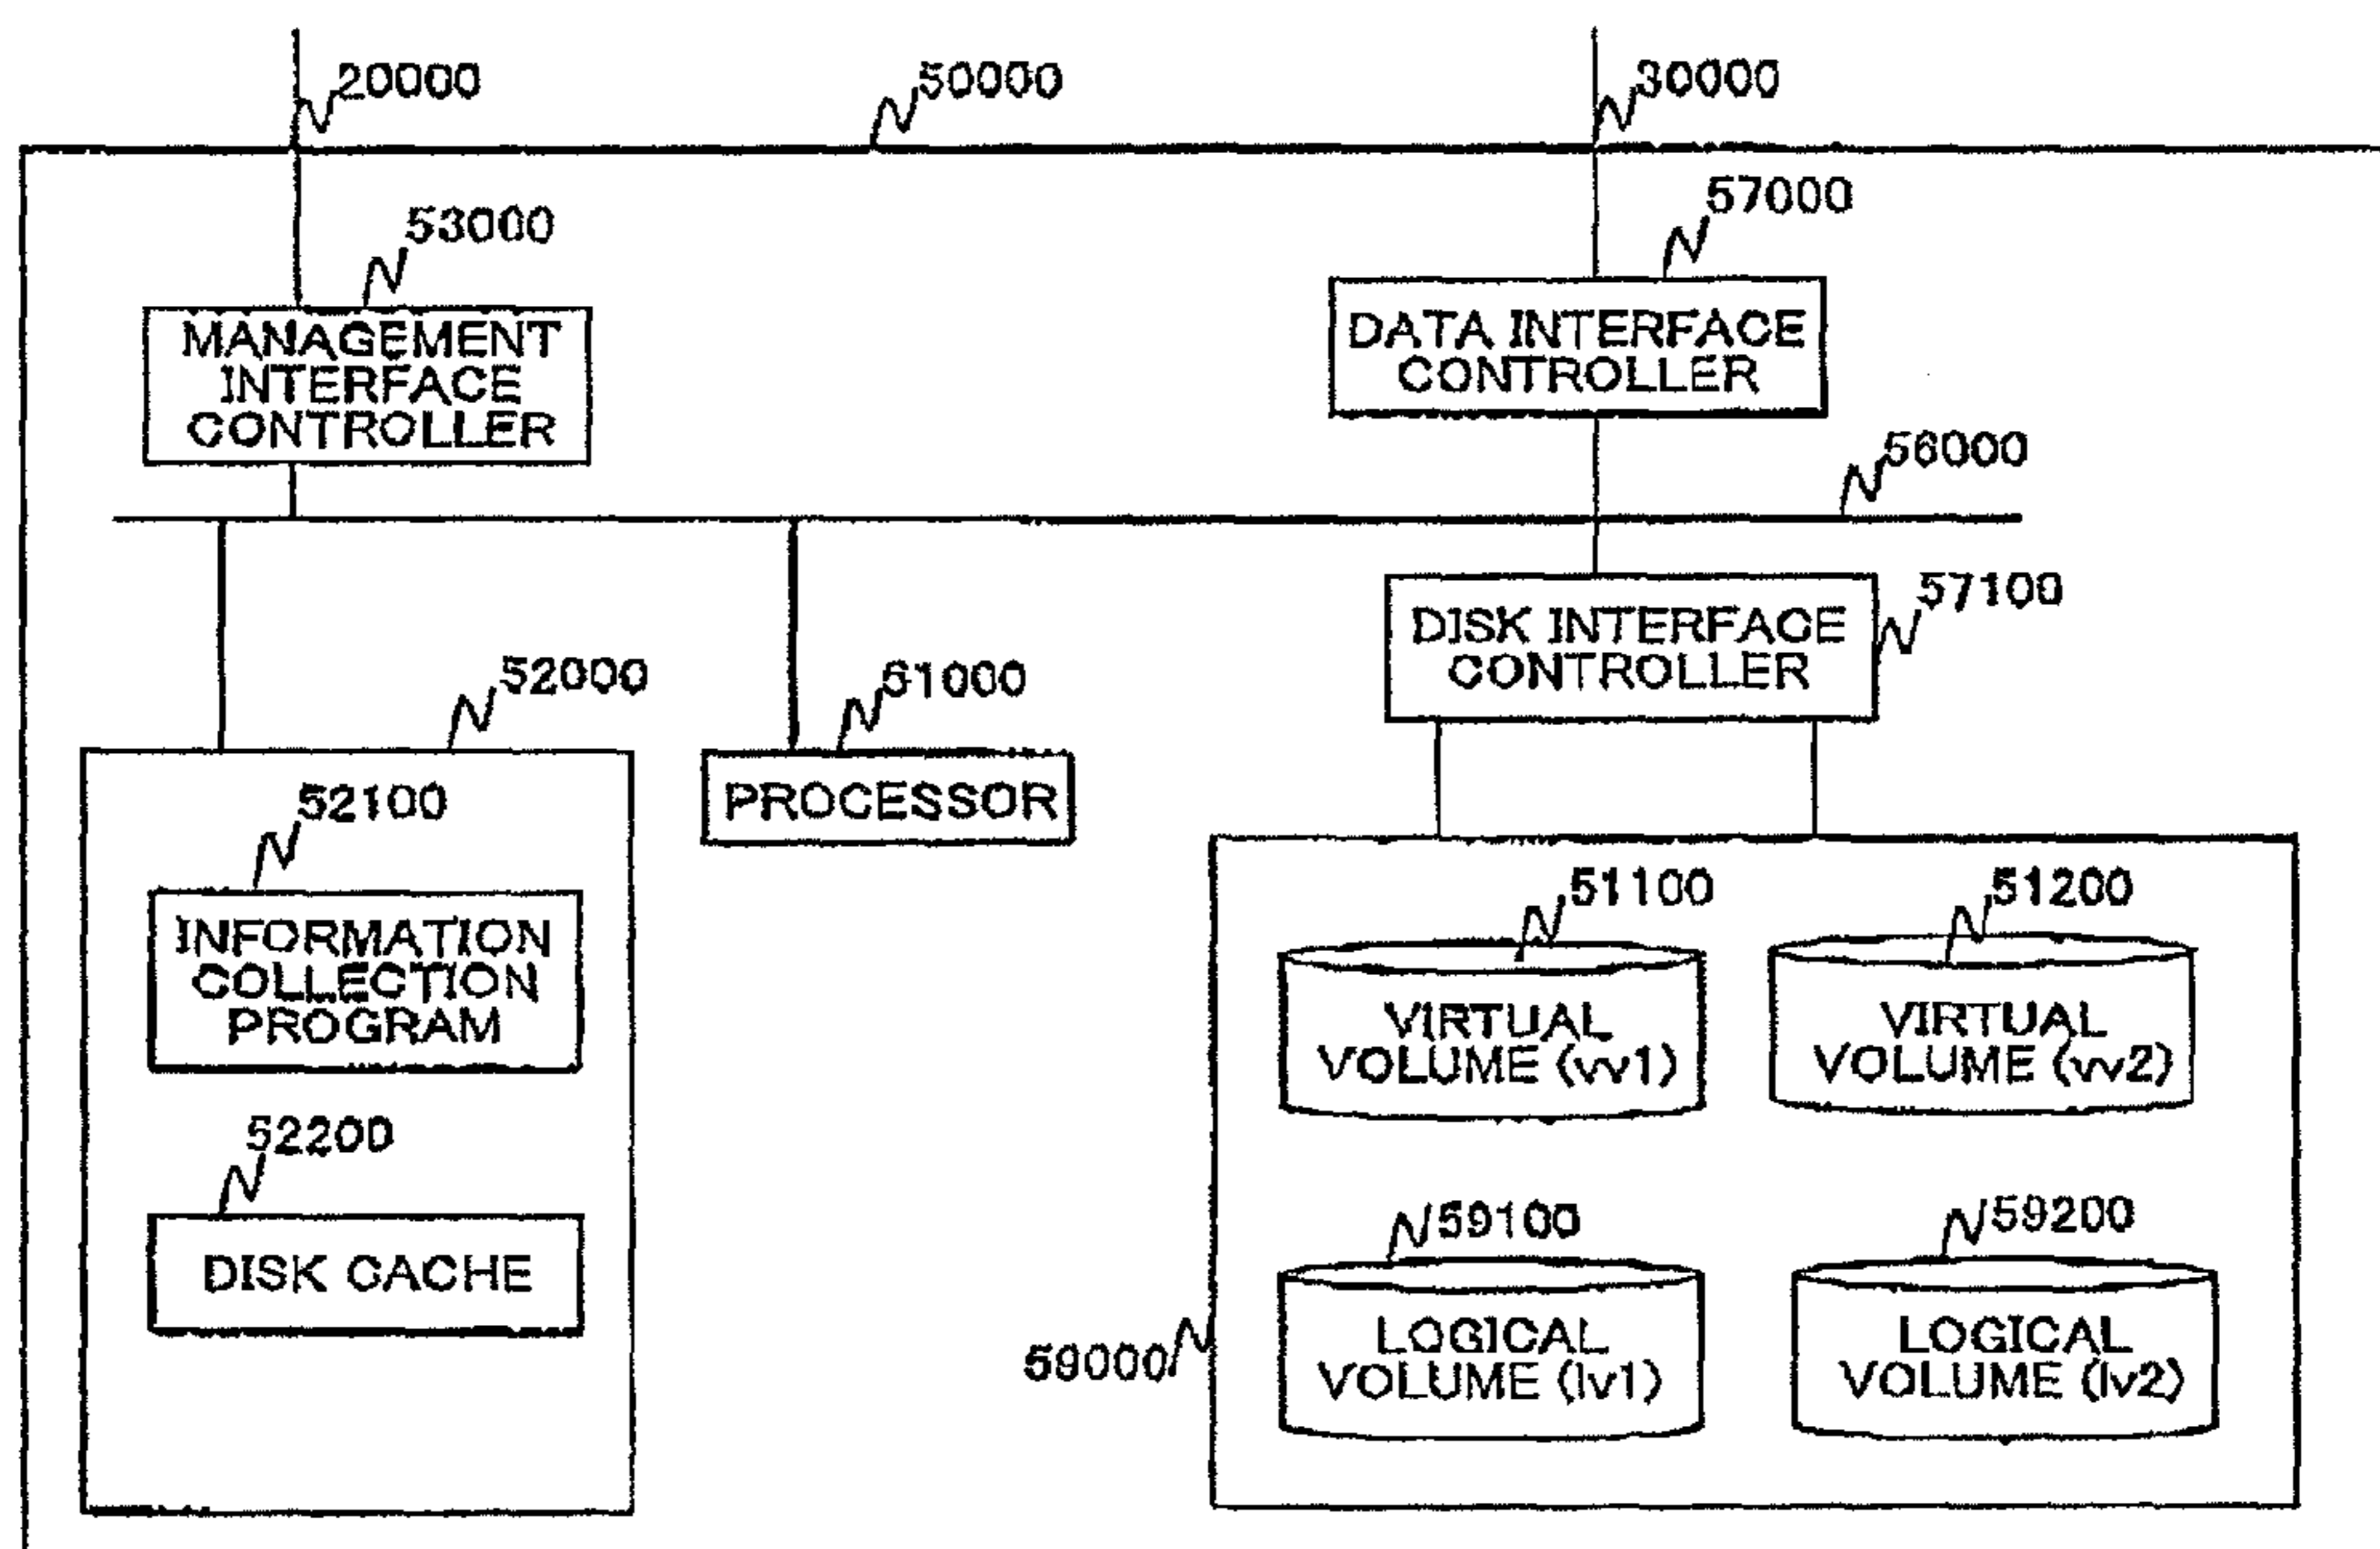 20000
50000
30000
53000
57000
MANAGEMENT
INTERFACE
CONTROLLER
DATA INTERFACE
CONTROLLER
56000
57100
DISK INTERFACE
CONTROLLER
52000
51000
PROCESSOR
52100
INFORMATION
COLLECTION
PROGRAM
52200
DISK CACHE
51100
51200
VIRTUAL
VOLUME (vv1)
VIRTUAL
VOLUME (vv2)
59100
59200
LOGICAL
VOLUME (lv1)
LOGICAL
VOLUME (lv2)
59000